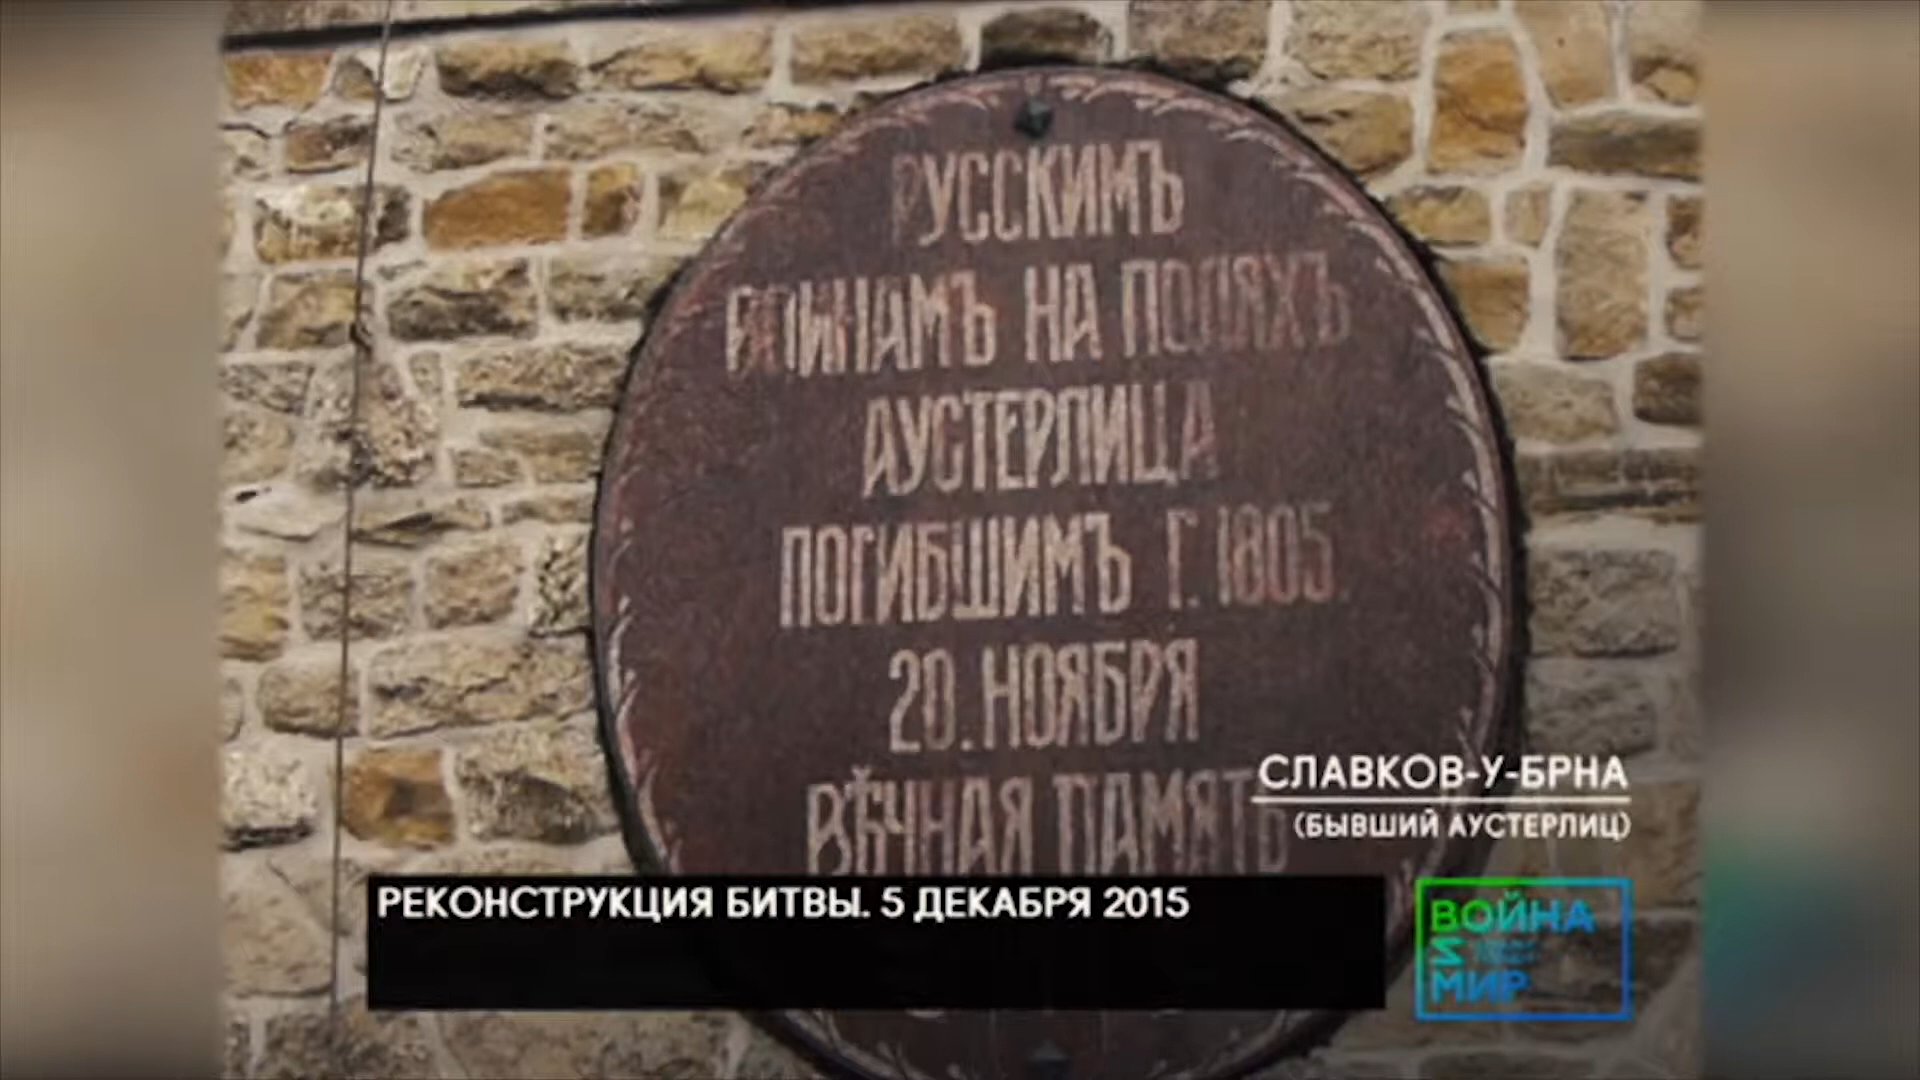 РУССКИМЪ
ВОИНАМЪ НА ПОЛЯХЪ
АУСТЕРЛИЦА
ПОГИБШИМЪ Г. 1805.
20. НОЯБРЯ
ВѢЧНАЯ ПАМЯТЬ
СЛАВКОВ-У-БРНА
(БЫВШИЙ АУСТЕРЛИЦ)
РЕКОНСТРУКЦИЯ БИТВЫ. 5 ДЕКАБРЯ 2015
ВОЙНА
И
МИР